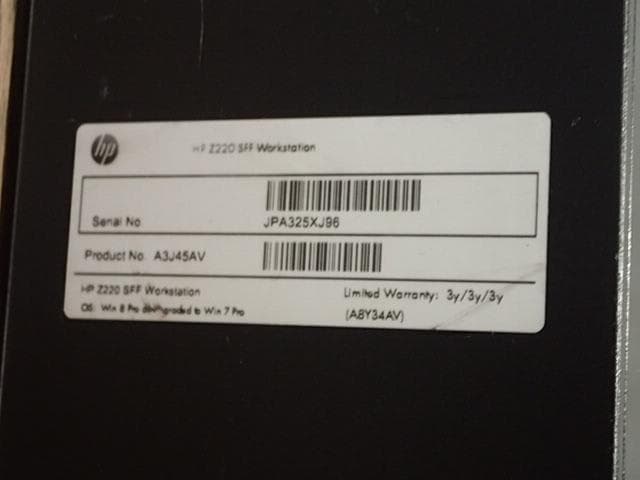 hp
HP Z220 SFF Workstation
Serial No
JPA325XJ96
Product No A3J45AV
HP Z220 SFF Workstation
OS: Win 8 Pro downgraded to Win 7 Pro
Limited Warranty: 3y/3y/3y
(A8Y34AV)